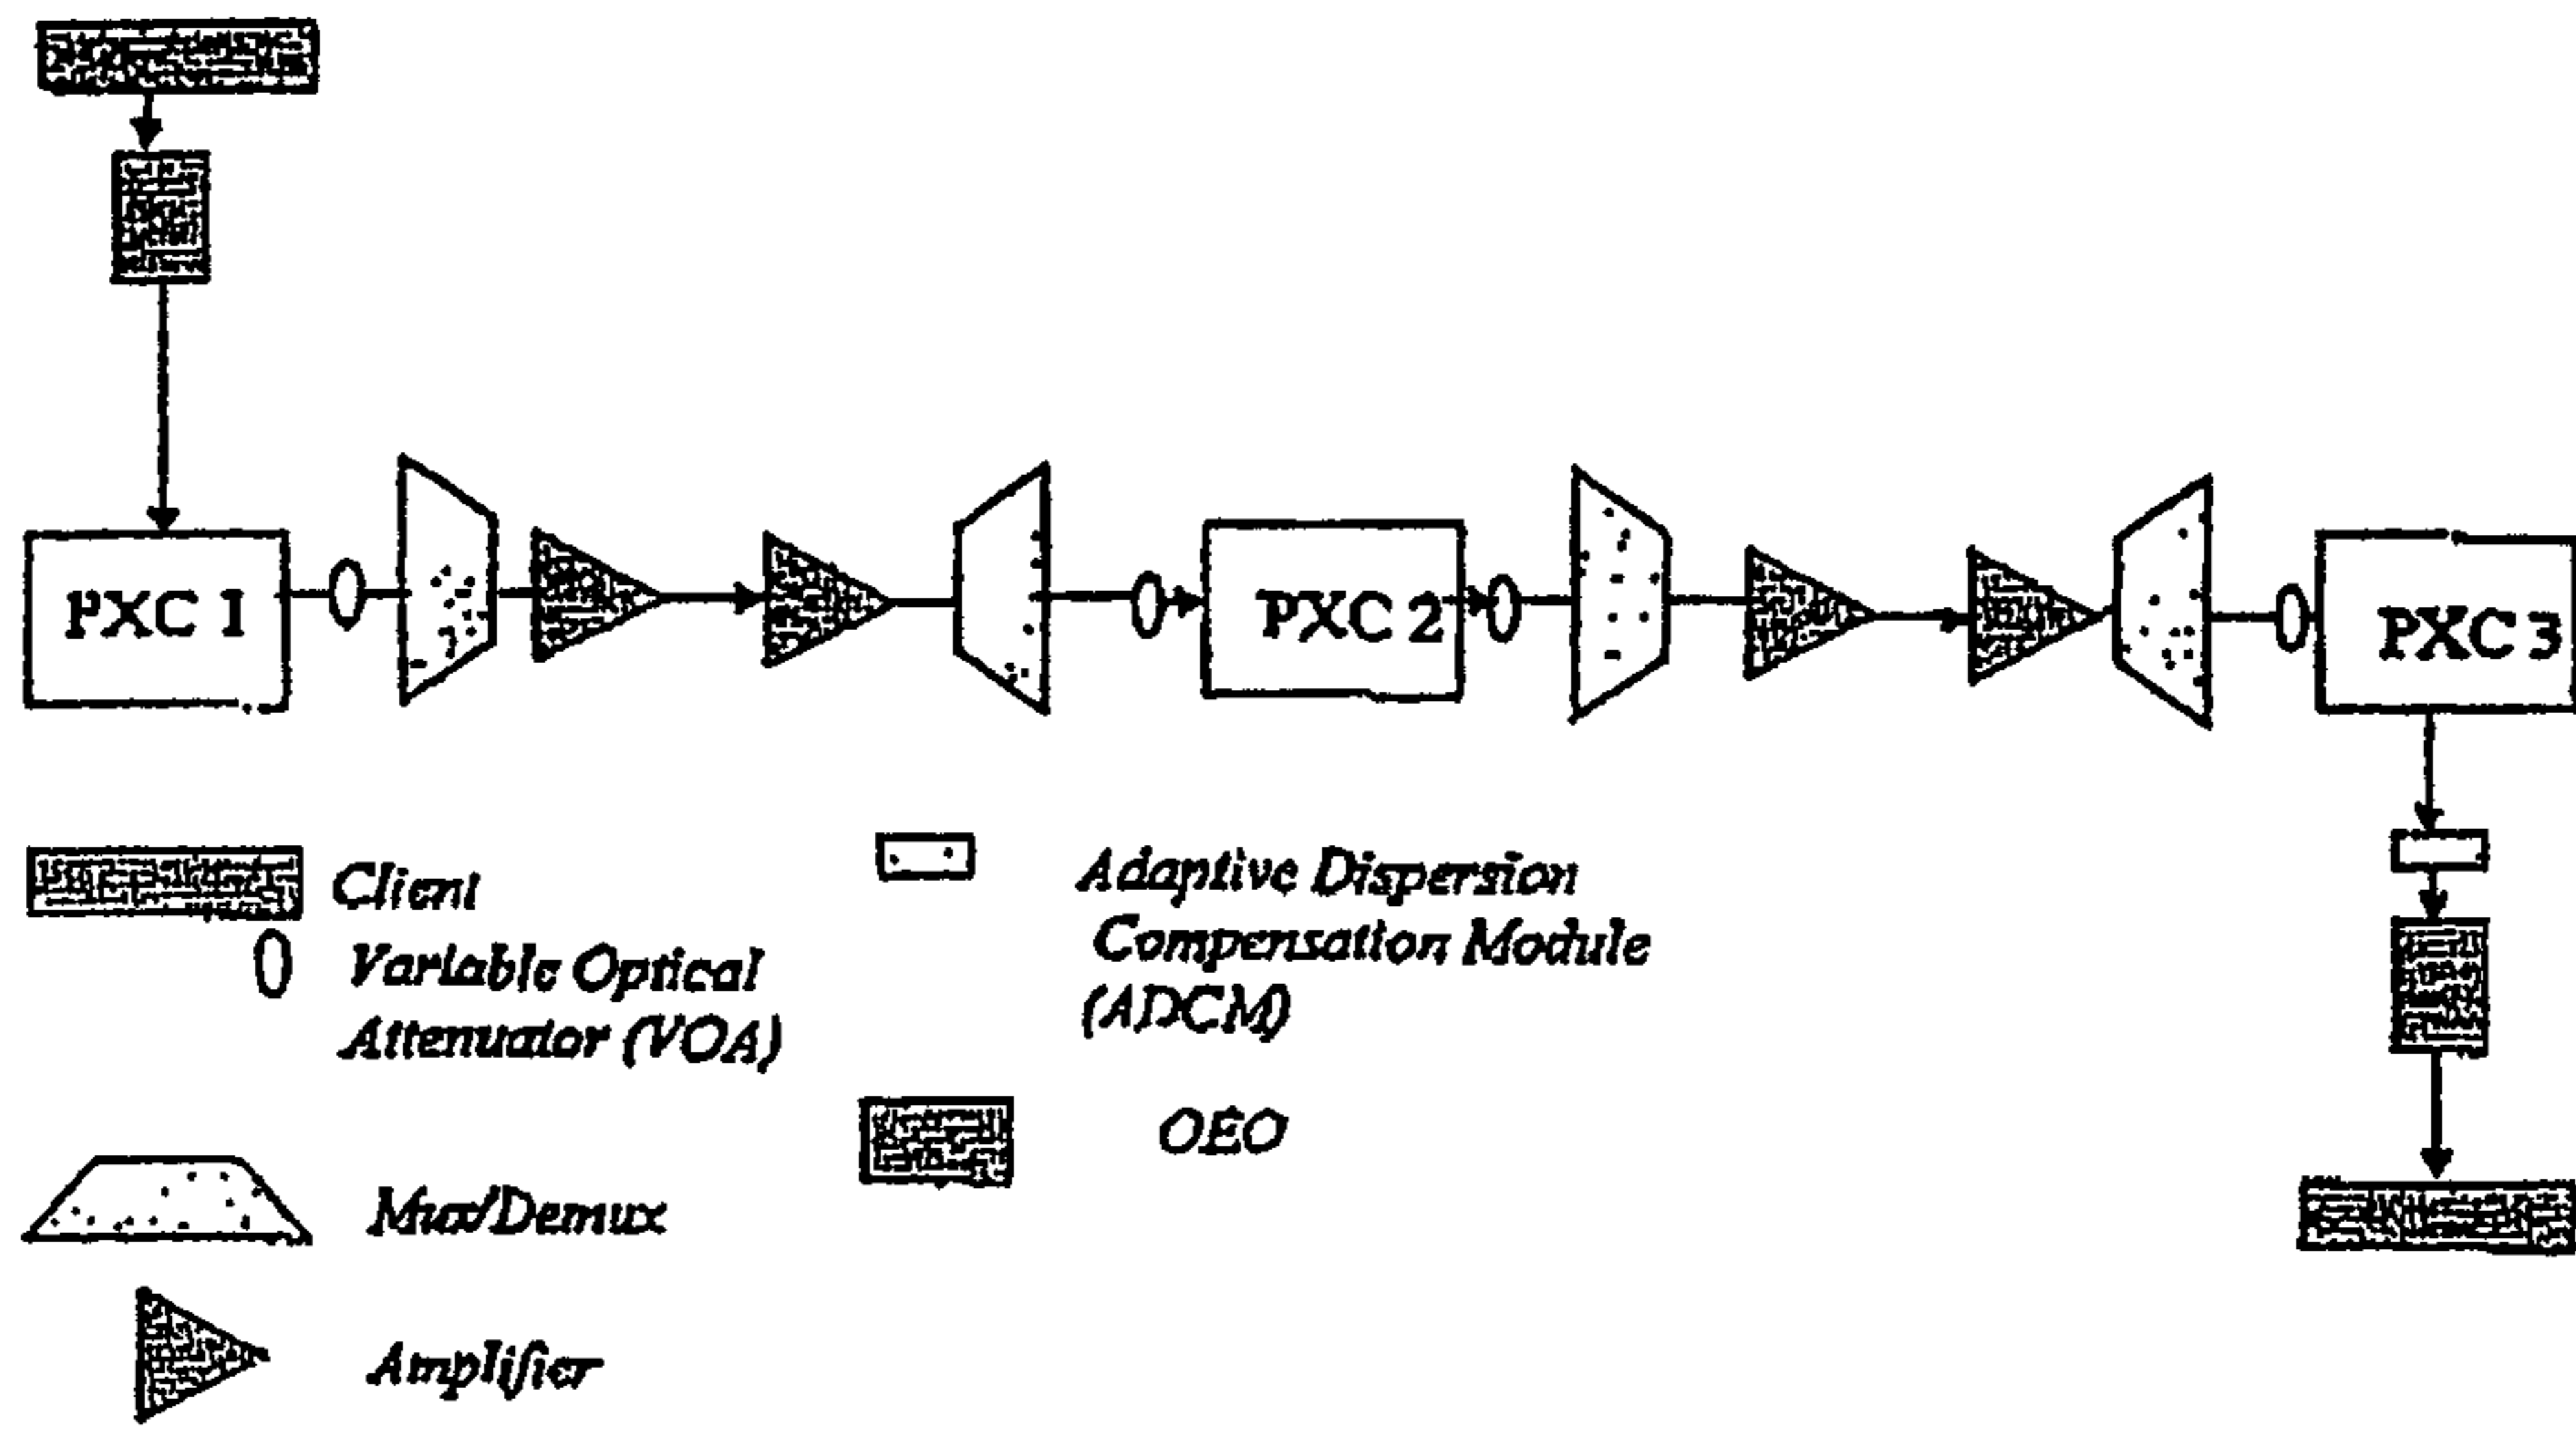 PXC 1
PXC 2
PXC 3
Client
Variable Optical
Attenuator (VOA)
Adaptive Dispersion
Compensation Module
(ADCM)
OEO
Mux/Demux
Amplifier